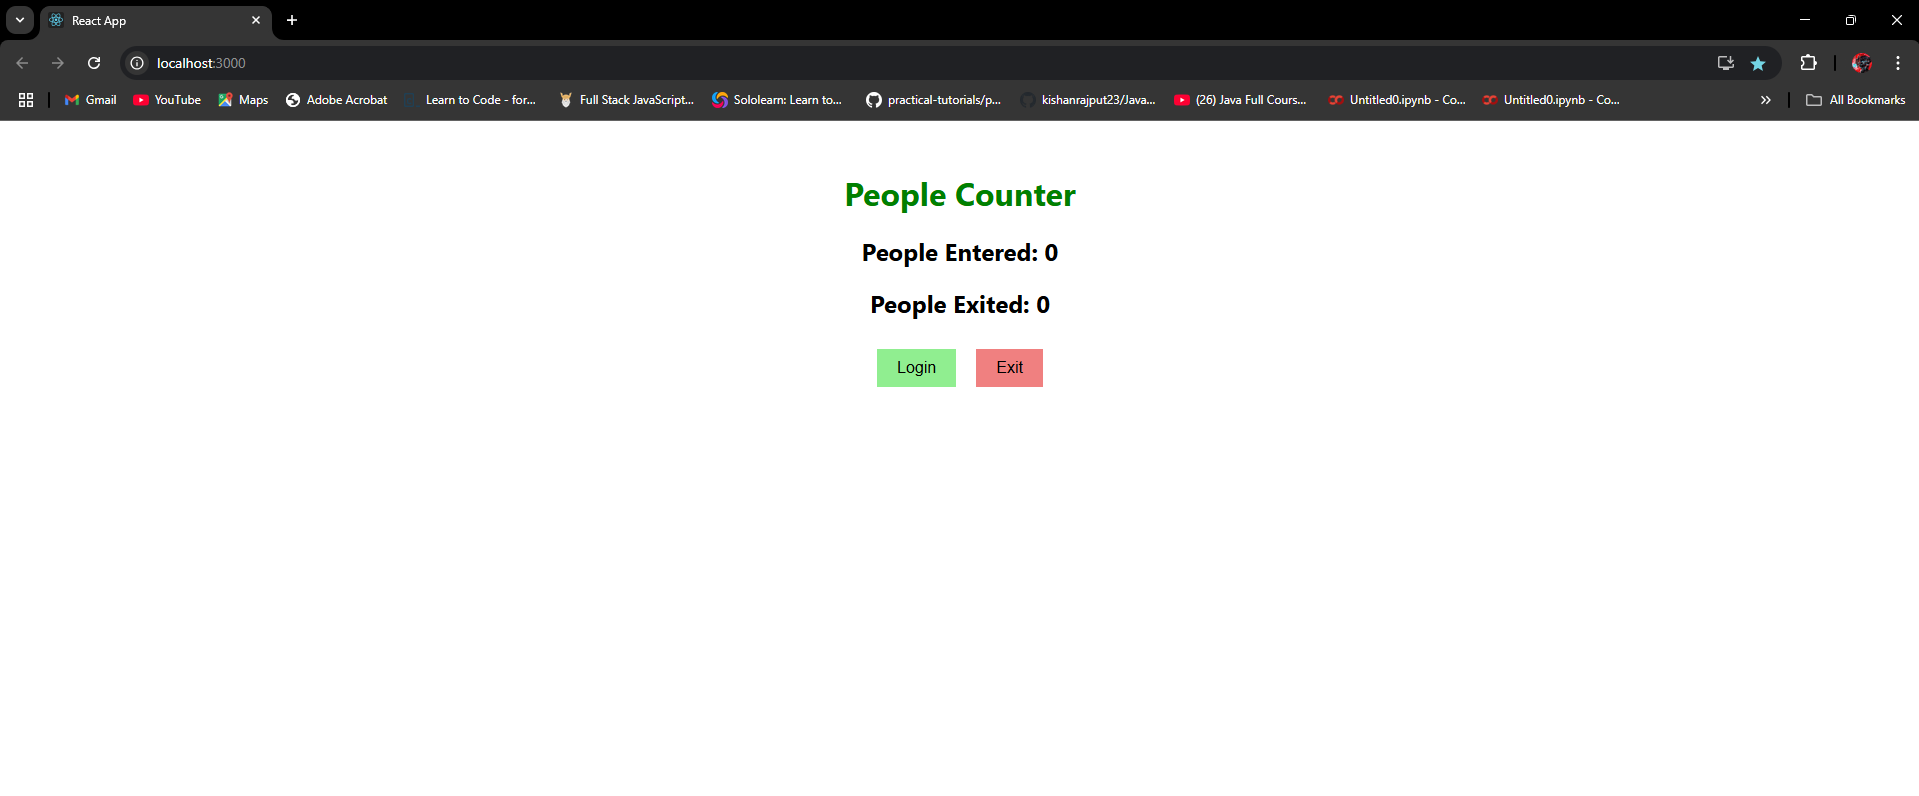 React App
localhost:3000
Gmail YouTube Maps Adobe Acrobat Learn to Code - for... Full Stack JavaScript... Sololearn: Learn to... practical-tutorials/p... kishanrajput23/Java... (26) Java Full Cours... Untitled0.ipynb - Co... Untitled0.ipynb - Co... All Bookmarks
People Counter
People Entered: 0
People Exited: 0
Login Exit